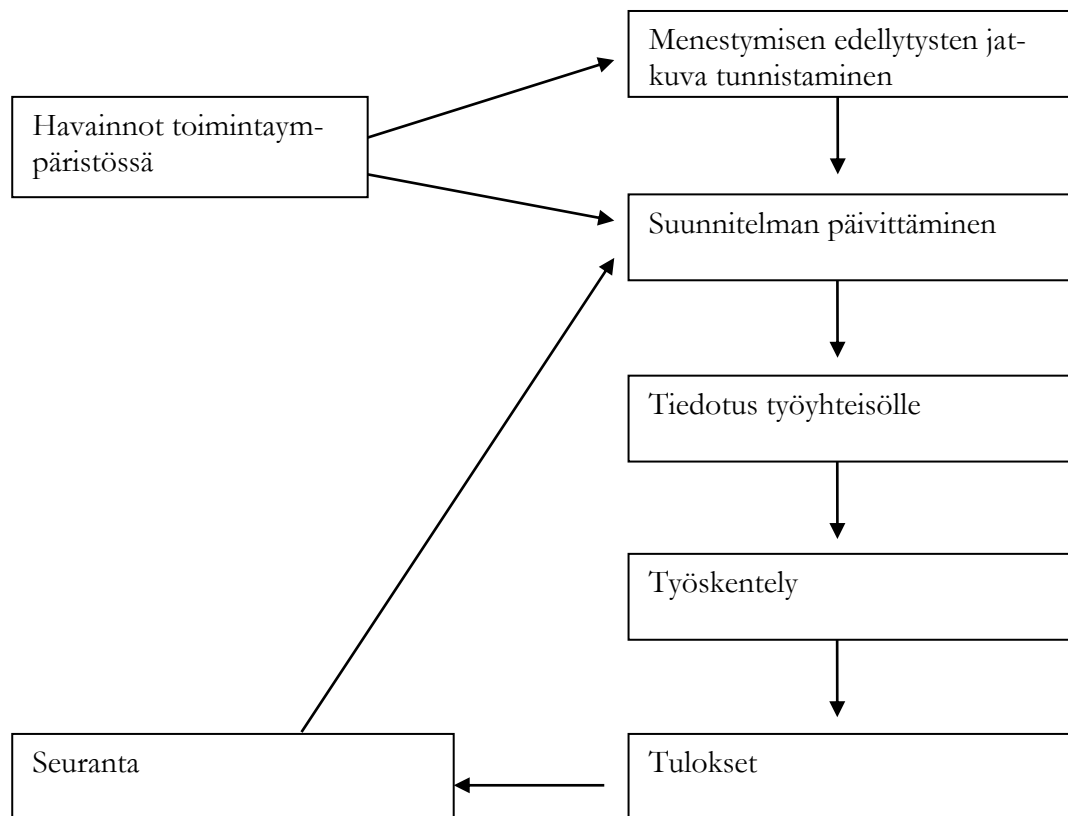 Menestymisen edellytysten jat-
kuva tunnistaminen
Havainnot toimintaym-
päristössä
Suunnitelman päivittäminen
Tiedotus työyhteisölle
Työskentely
Seuranta
Tulokset